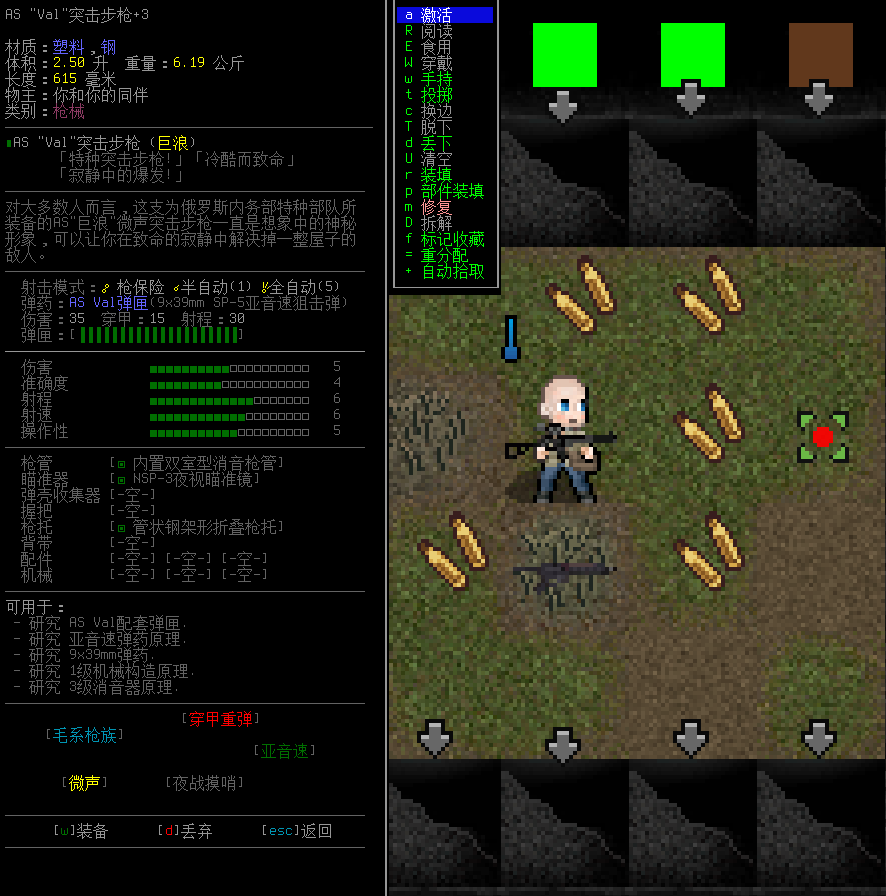 AS "Val"突击步枪+3
材质：塑料，钢
体积：2.50 升  重量：6.19 公斤
长度：615 毫米
物主：你和你的同伴
类别：枪械
AS "Val"突击步枪 (巨浪)
「特种突击步枪!」「冷酷而致命」
「寂静中的爆发!」
对大多数人而言，这支为俄罗斯内务部特种部队所
装备的AS"巨浪"微声突击步枪一直是想象中的神秘
形象，可以让你在致命的寂静中解决掉一整屋子的
敌人。
射击模式： 枪保险 半自动(1) 全自动(5)
弹药：AS Val弹匣(9x39mm SP-5亚音速狙击弹)
伤害：35  穿甲：15  射程：30
弹匣：[ ]
伤害 5
准确度 4
射程 6
射速 6
操作性 5
枪管 [ 内置双室型消音枪管]
瞄准器 [ NSP-3夜视瞄准镜]
弹壳收集器 [-空-]
握把 [-空-]
枪托 [ 管状钢架形折叠枪托]
背带 [-空-]
配件 [-空-] [-空-] [-空-]
机械 [-空-] [-空-] [-空-]
可用于：
- 研究 AS Val配套弹匣.
- 研究 亚音速弹药原理.
- 研究 9x39mm弹药.
- 研究 1级机械构造原理.
- 研究 3级消音器原理.
[穿甲重弹]
[毛系枪族]
[亚音速]
[微声] [夜战摸哨]
[w]装备 [d]丢弃 [esc]返回
a 激活
R 阅读
E 食用
W 穿戴
w 手持
t 投掷
c 换边
T 脱下
d 丢下
U 清空
r 装填
p 部件装填
m 修复
D 拆解
f 标记收藏
= 重分配
+ 自动拾取